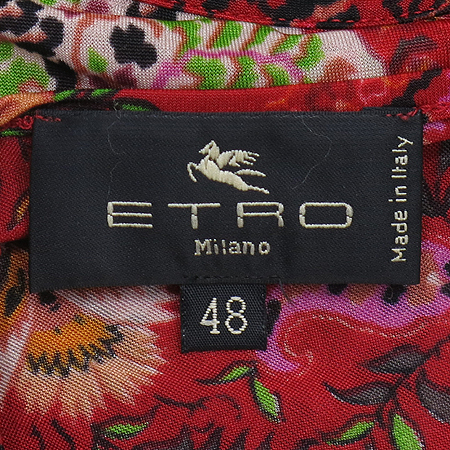 ETRO
Milano
Made in Italy
48